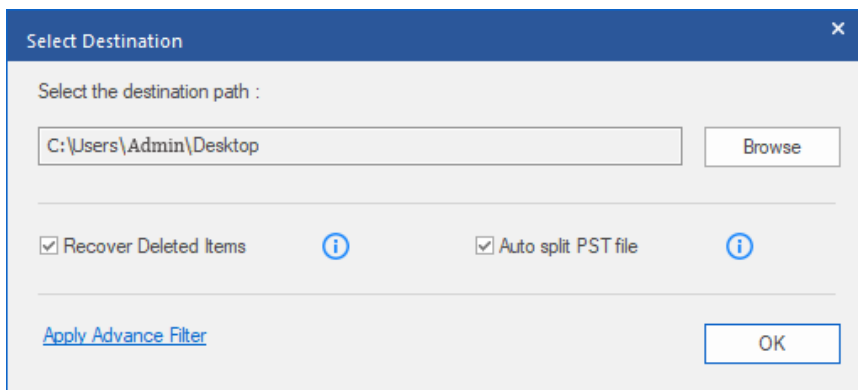 Select Destination
Select the destination path :
C:\Users\Admin\Desktop
Browse
Recover Deleted Items
Auto split PST file
Apply Advance Filter
OK